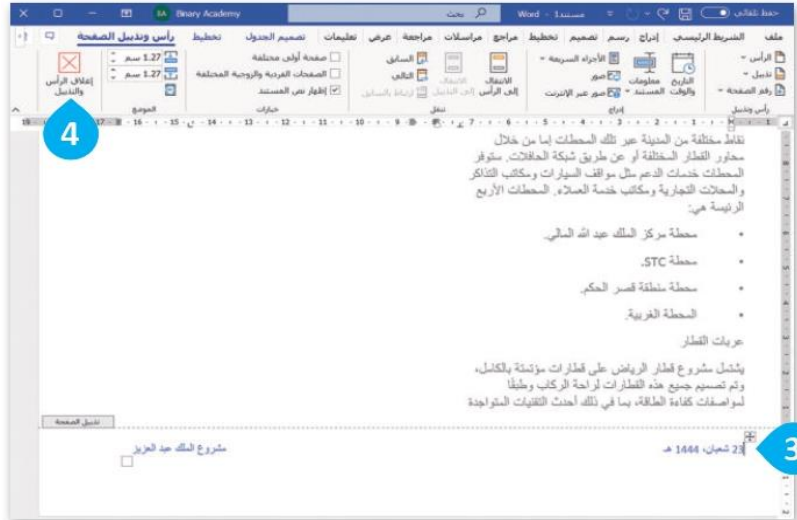 حفظ تلقائي
مستند1 - Word
بحث
Binary Academy
BA
ملف الشريط الرئيسي إدراج رسم تصميم تخطيط مراجع مراسلات مراجعة عرض تعليمات تصميم الجدول تخطيط رأس وتذييل الصفحة
الرأس
تذييل
رقم الصفحة
رأس وتذييل
التاريخ والوقت
معلومات المستند
الأجزاء السريعة
صور
صور عبر الإنترنت
إدراج
الانتقال إلى الرأس
الانتقال إلى التذييل
السابق
التالي
ارتباط بالسابق
تنقل
صفحة أولى مختلفة
الصفحات الفردية والزوجية المختلفة
إظهار نص المستند
خيارات
1.27 سم
1.27 سم
الموضع
إغلاق الرأس والتذييل
4
نقاط مختلفة من المدينة عبر تلك المحطات إما من خلال
محاور القطار المختلفة أو عن طريق شبكة الحافلات. ستوفر
المحطات خدمات الدعم مثل مواقف السيارات ومكاتب التذاكر
والمحلات التجارية ومكاتب خدمة العملاء. المحطات الأربع
الرئيسة هي:
• محطة مركز الملك عبد الله المالي.
• محطة STC.
• محطة منطقة قصر الحكم.
• المحطة الغربية.
عربات القطار
يشتمل مشروع قطار الرياض على قطارات مؤتمتة بالكامل،
وتم تصميم جميع هذه القطارات لراحة الركاب وطبقًا
لمواصفات كفاءة الطاقة، بما في ذلك أحدث التقنيات المتواجدة
تذييل الصفحة
23 شعبان، 1444 هـ
مشروع الملك عبد العزيز
3